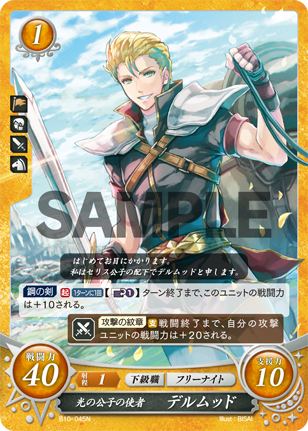 1
SAMPLE
はじめてお目にかかります。
私はセリス公子の配下でデルムッドと申します。
鋼の剣 起 1ターンに1回 【1】 ターン終了まで、このユニットの戦闘力
は+10される。
攻撃の紋章 支 戦闘終了まで、自分の攻撃
ユニットの戦闘力は+20される。
戦闘力
40
射程 1 下級職 フリーナイト
支援力
10
光の公子の使者 デルムッド
B10-045N
Illust:BISAI